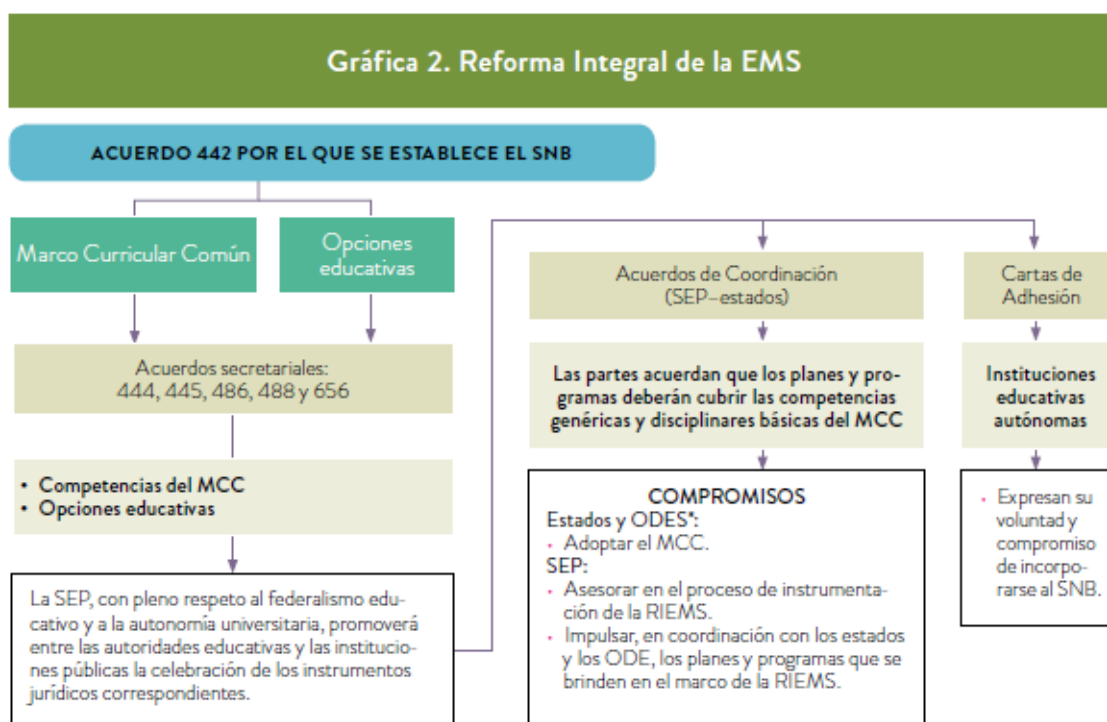 Gráfica 2. Reforma Integral de la EMS
ACUERDO 442 POR EL QUE SE ESTABLECE EL SNB
Marco Curricular Común
Opciones
educativas
Acuerdos secretariales:
444, 445, 486, 488 y 656
• Competencias del MCC
• Opciones educativas
La SEP, con pleno respeto al federalismo edu-
cativo y a la autonomía universitaria, promoverá
entre las autoridades educativas y las institucio-
nes públicas la celebración de los instrumentos
jurídicos correspondientes.
Acuerdos de Coordinación
(SEP–estados)
Las partes acuerdan que los planes y pro-
gramas deberán cubrir las competencias
genéricas y disciplinares básicas del MCC
COMPROMISOS
Estados y ODES*:
• Adoptar el MCC.
SEP:
• Asesorar en el proceso de instrumenta-
ción de la RIEMS.
• Impulsar, en coordinación con los estados
y los ODE, los planes y programas que se
brinden en el marco de la RIEMS.
Cartas de
Adhesión
Instituciones
educativas
autónomas
• Expresan su
voluntad y
compromiso
de incorpo-
rarse al SNB.